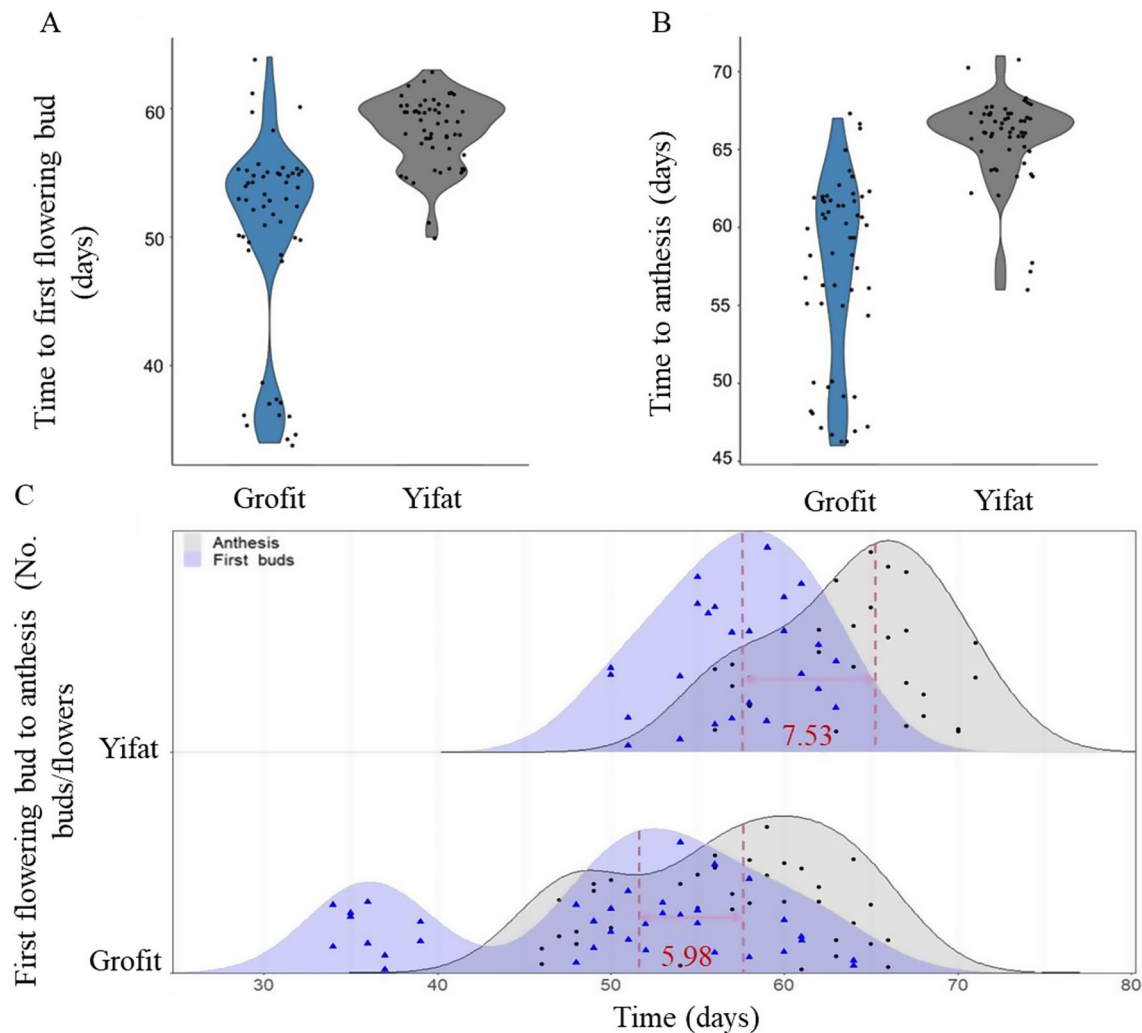 A
B
Time to first flowering bud
(days)
60
50
40
Grofit
Yifat
Time to anthesis (days)
70
65
60
55
50
45
Grofit
Yifat
C
First flowering bud to anthesis (No.
buds/flowers
Anthesis
First buds
Yifat
7.53
Grofit
5.98
30
40
50
60
70
80
Time (days)